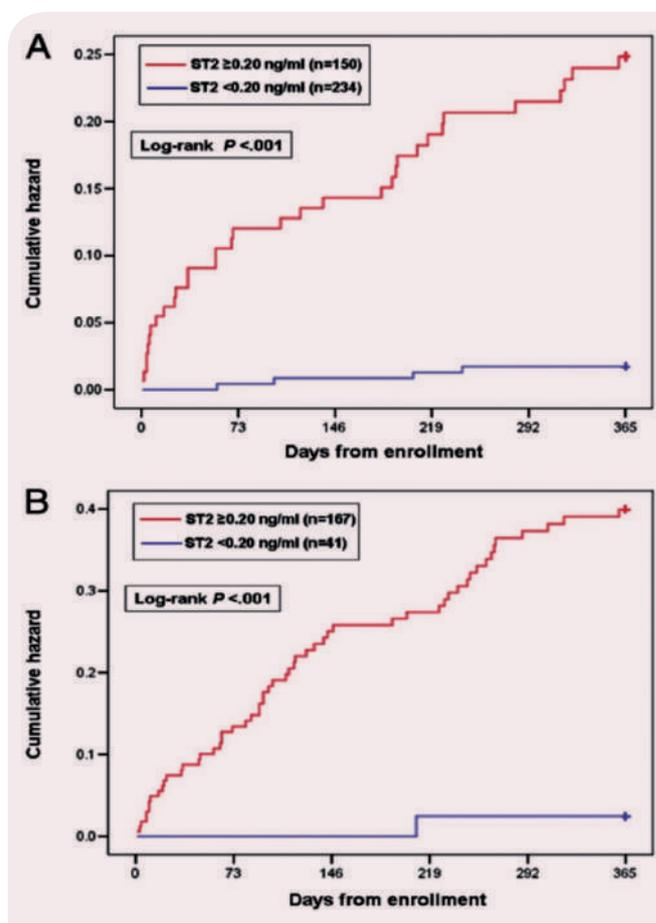 A
ST2 ≥0.20 ng/ml (n=150)
ST2 <0.20 ng/ml (n=234)
Log-rank P <.001
Cumulative hazard
0.25
0.20
0.15
0.10
0.05
0.00
0 73 146 219 292 365
Days from enrollment
B
ST2 ≥0.20 ng/ml (n=167)
ST2 <0.20 ng/ml (n=41)
Log-rank P <.001
Cumulative hazard
0.4
0.3
0.2
0.1
0.0
0 73 146 219 292 365
Days from enrollment